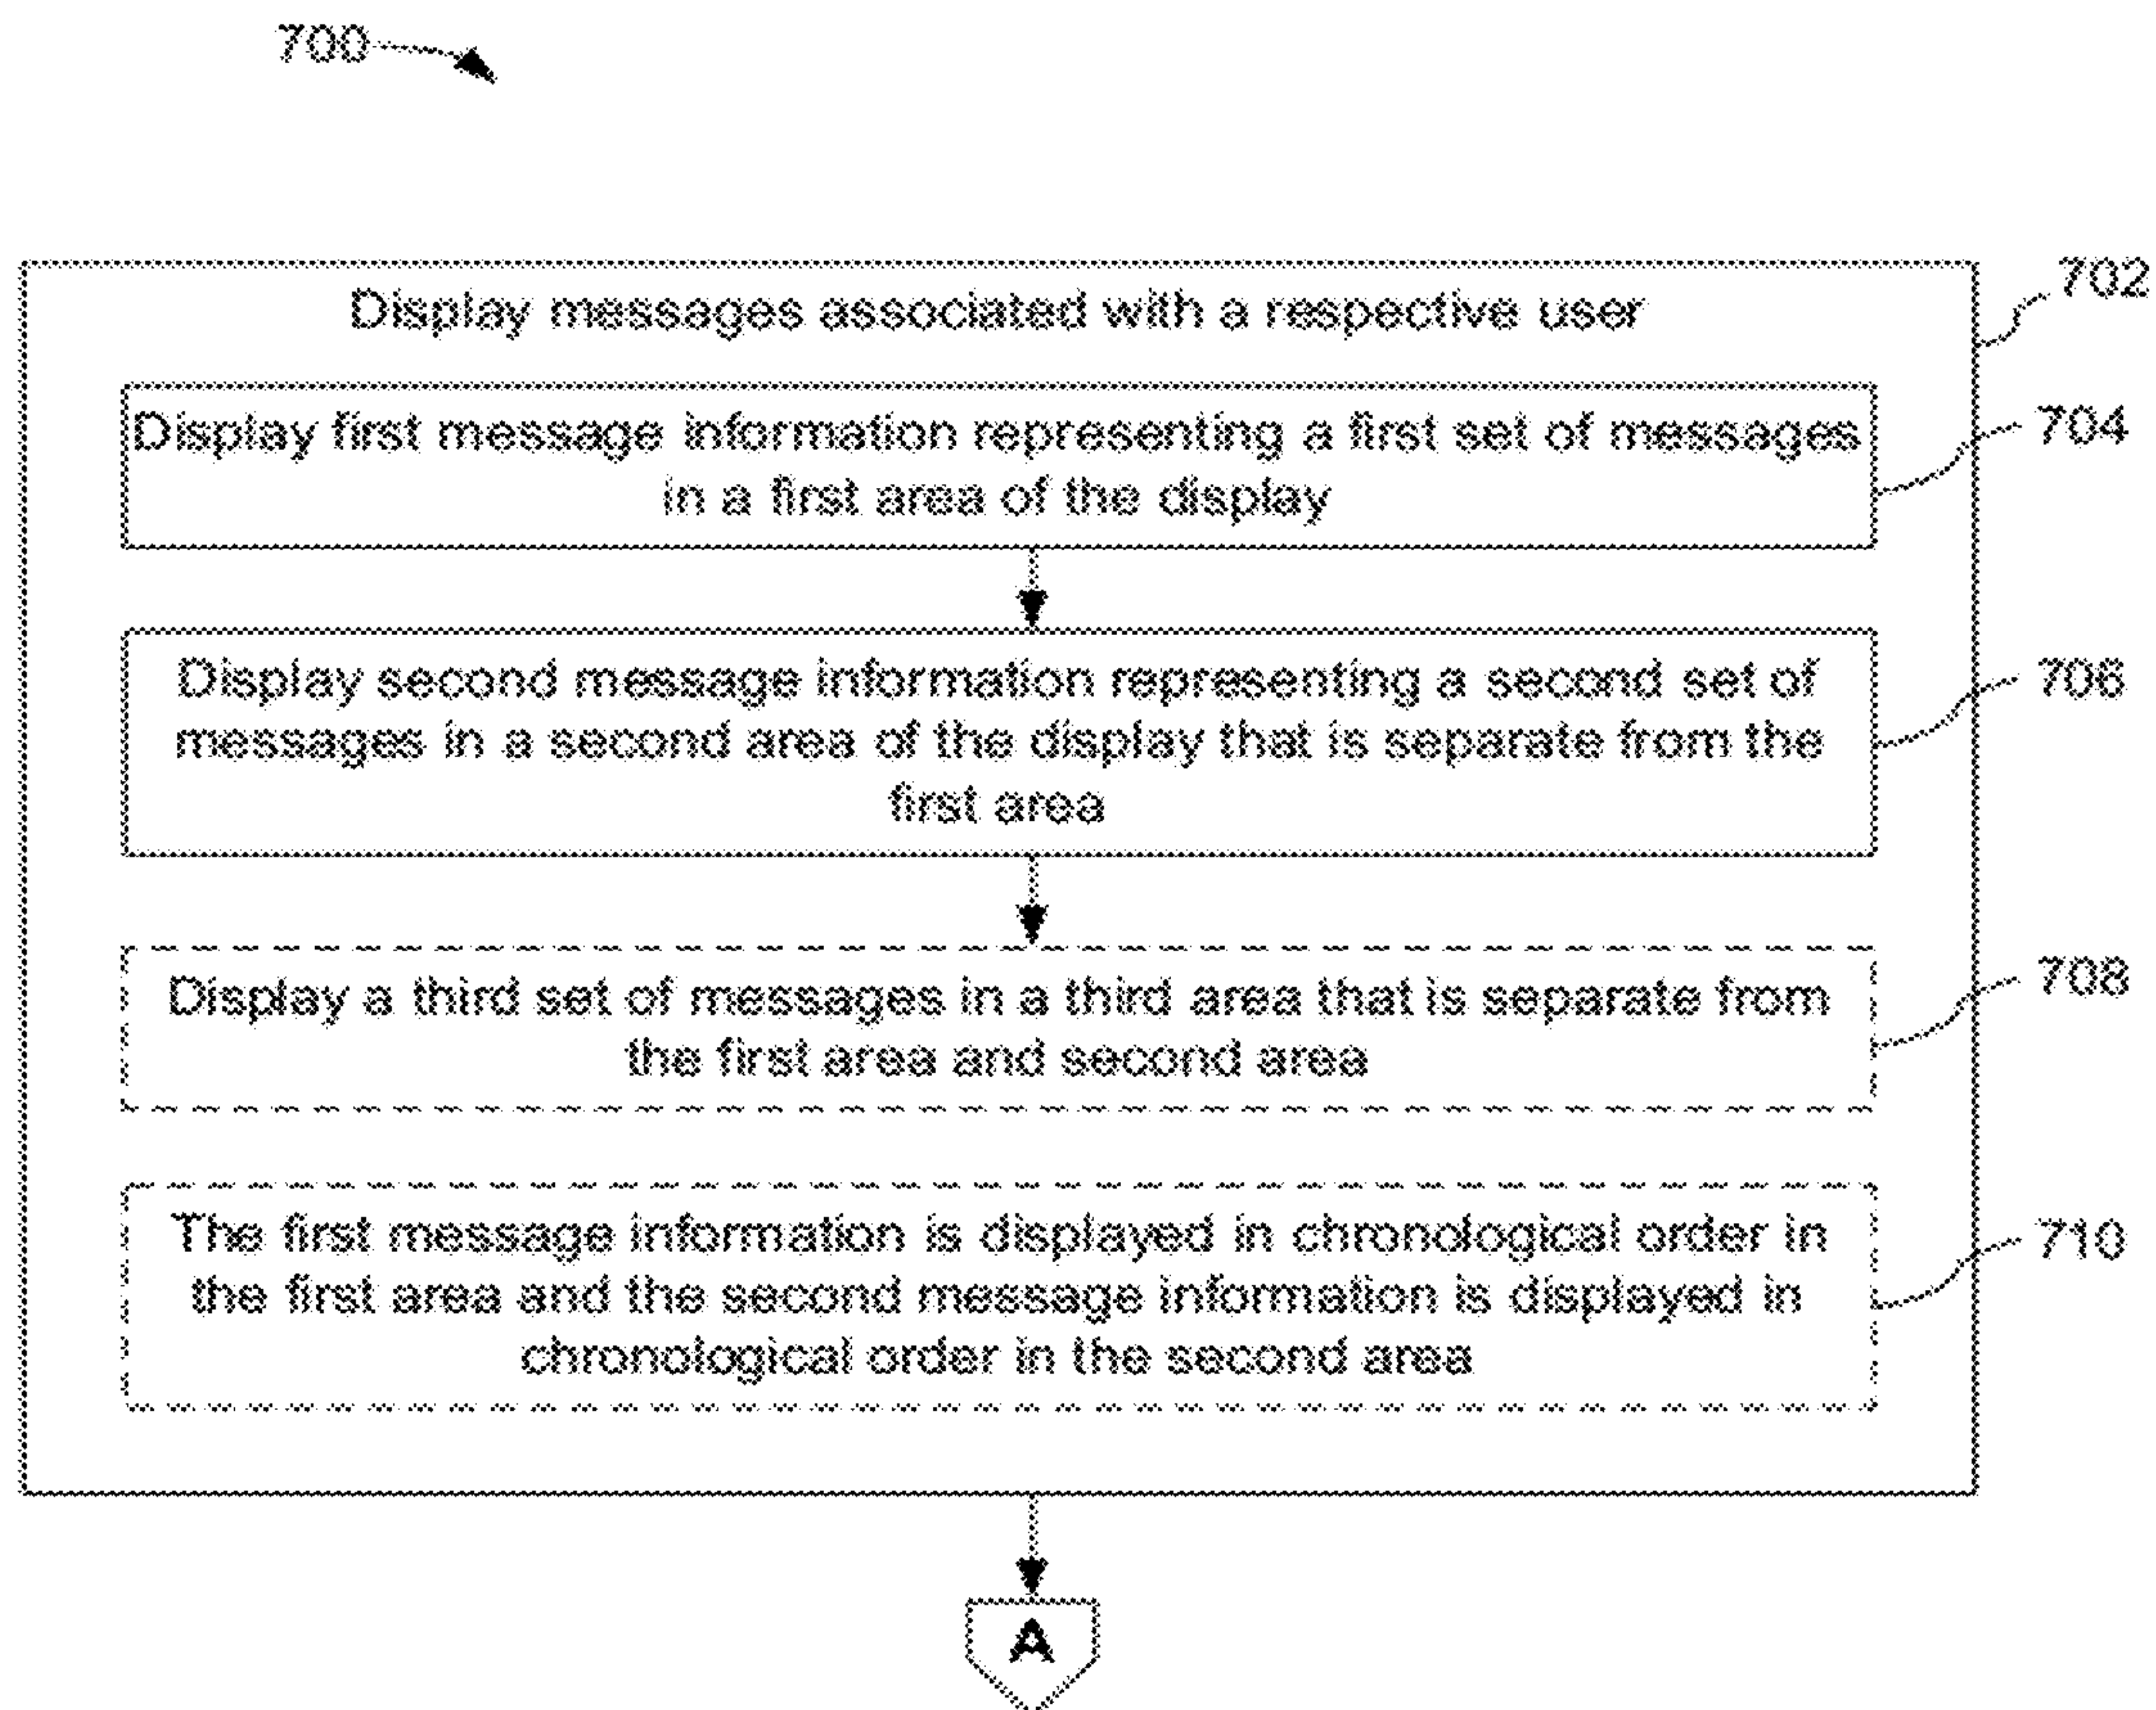 700
702
Display messages associated with a respective user
704
Display first message information representing a first set of messages
in a first area of the display
706
Display second message information representing a second set of
messages in a second area of the display that is separate from the
first area
708
Display a third set of messages in a third area that is separate from
the first area and second area
710
The first message information is displayed in chronological order in
the first area and the second message information is displayed in
chronological order in the second area
A